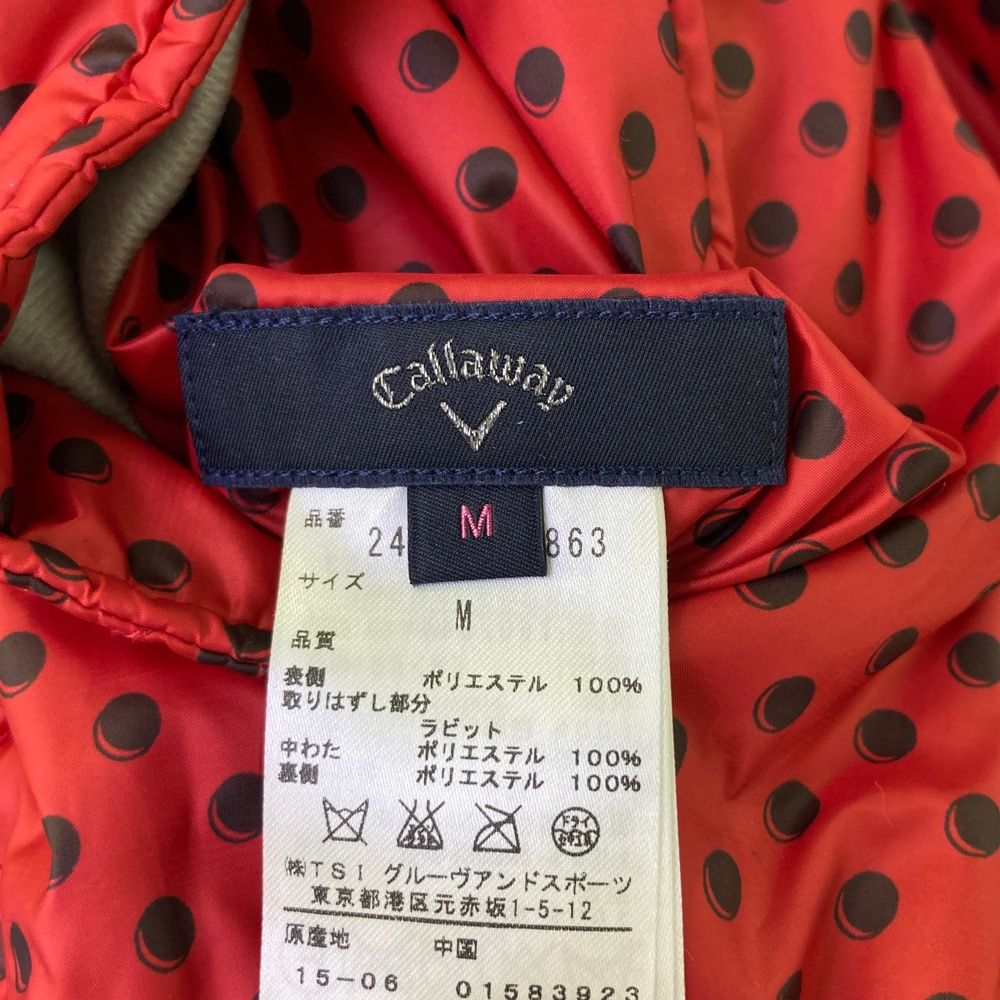 Callaway
M
品番
24 863
サイズ
M
品質
表側 ポリエステル 100%
取りはずし部分
ラビット
中わた ポリエステル 100%
裏側 ポリエステル 100%
ドライ
㈱TSI グルーヴアンドスポーツ
東京都港区元赤坂1-5-12
原産地 中国
15-06 01583923